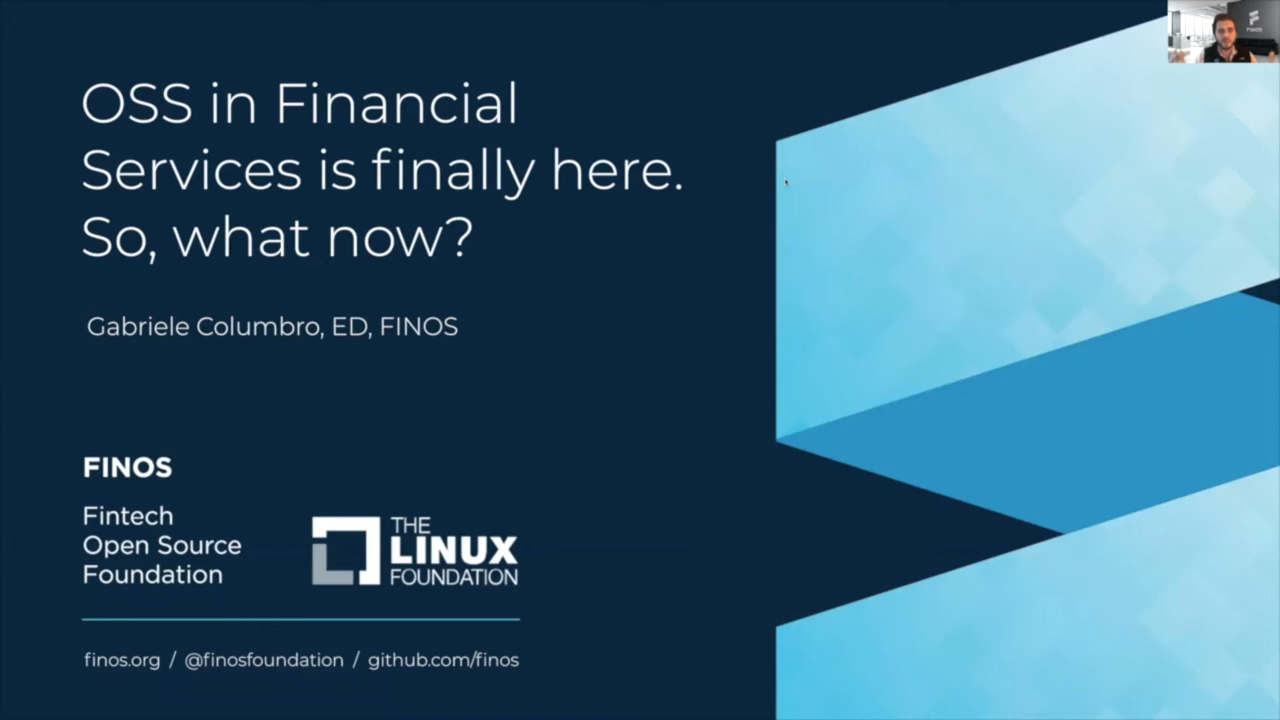 OSS in Financial
Services is finally here.
So, what now?
Gabriele Columbro, ED, FINOS
FINOS
Fintech
Open Source
Foundation
THE
LINUX
FOUNDATION
finos.org / @finosfoundation / github.com/finos
FINOS